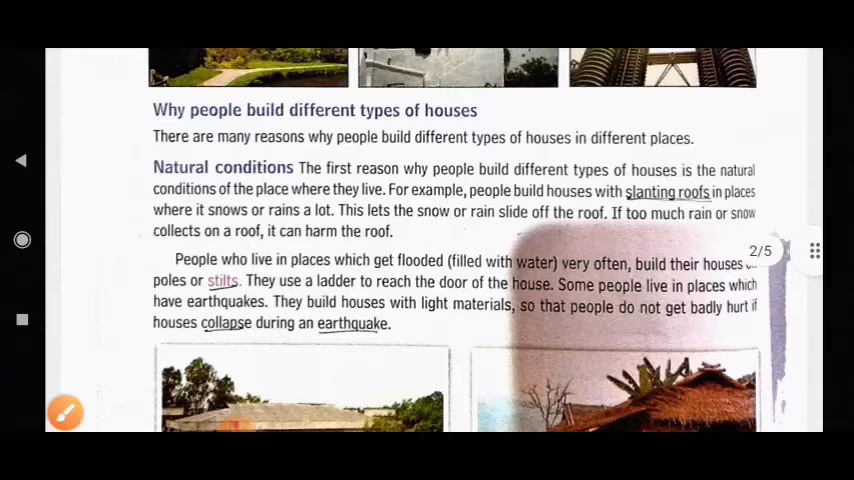 Why people build different types of houses
There are many reasons why people build different types of houses in different places.
Natural conditions The first reason why people build different types of houses is the natural
conditions of the place where they live. For example, people build houses with slanting roofs in places
where it snows or rains a lot. This lets the snow or rain slide off the roof. If too much rain or snow
collects on a roof, it can harm the roof.
People who live in places which get flooded (filled with water) very often, build their houses
poles or stilts. They use a ladder to reach the door of the house. Some people live in places which
have earthquakes. They build houses with light materials, so that people do not get badly hurt if
houses collapse during an earthquake.
2/5